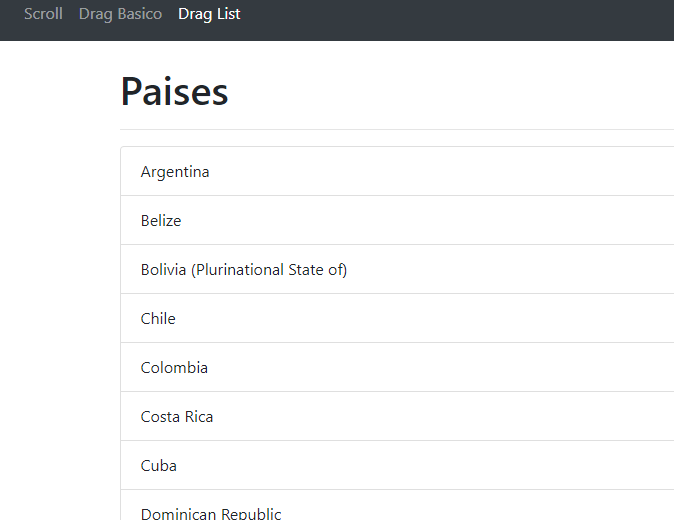 Scroll Drag Basico Drag List
Paises
Argentina
Belize
Bolivia (Plurinational State of)
Chile
Colombia
Costa Rica
Cuba
Dominican Republic